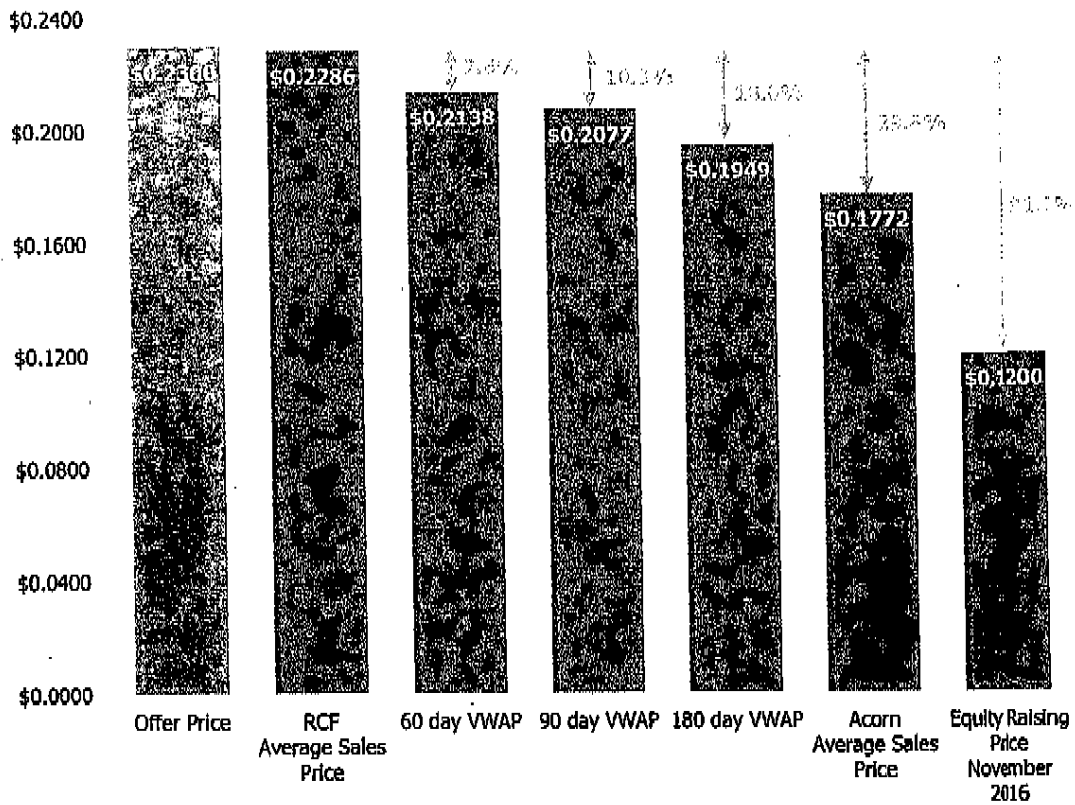 $0.2400
$0.2000
$0.1600
$0.1200
$0.0800
$0.0400
$0.0000
$0.2300
$0.2286
$0.2138
$0.2077
$0.1949
$0.1772
$0.1200
Offer Price
RCF
Average Sales
Price
60 day VWAP
90 day VWAP
180 day VWAP
Acorn
Average Sales
Price
Equity Raising
Price
November
2016